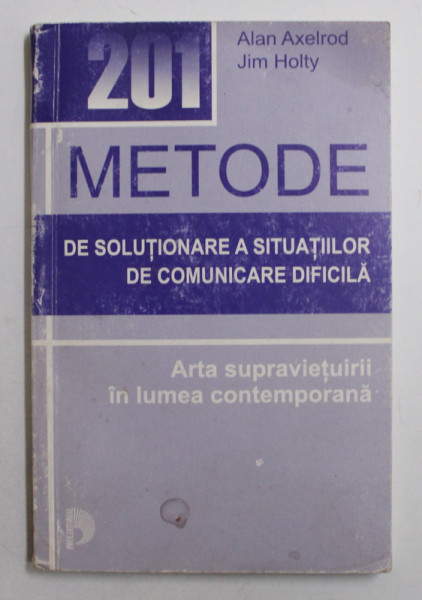 201
Alan Axelrod
Jim Holty
METODE
DE SOLUȚIONARE A SITUAȚIILOR
DE COMUNICARE DIFICILĂ
Arta supraviețuirii
în lumea contemporană